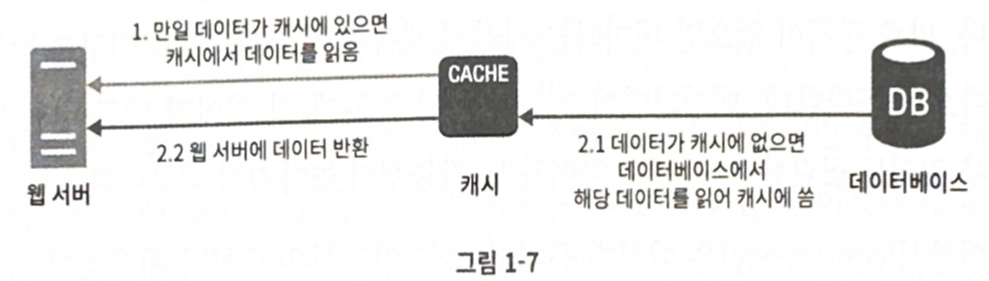 1. 만일 데이터가 캐시에 있으면
캐시에서 데이터를 읽음
CACHE
DB
2.2 웹 서버에 데이터 반환
2.1 데이터가 캐시에 없으면
데이터베이스에서
해당 데이터를 읽어 캐시에 씀
웹 서버
캐시
데이터베이스
그림 1-7